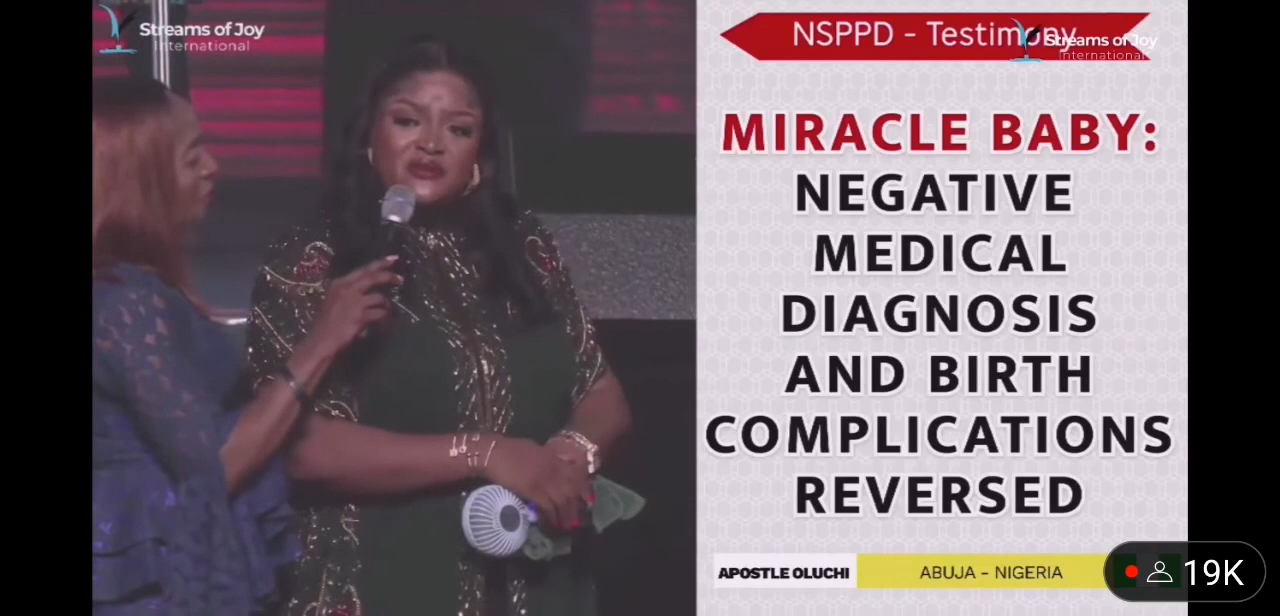 Streams of Joy
International
NSPPD - Testimony
Streams of Joy
International
MIRACLE BABY:
NEGATIVE
MEDICAL
DIAGNOSIS
AND BIRTH
COMPLICATIONS
REVERSED
APOSTLE OLUCHI
ABUJA - NIGERIA
19K